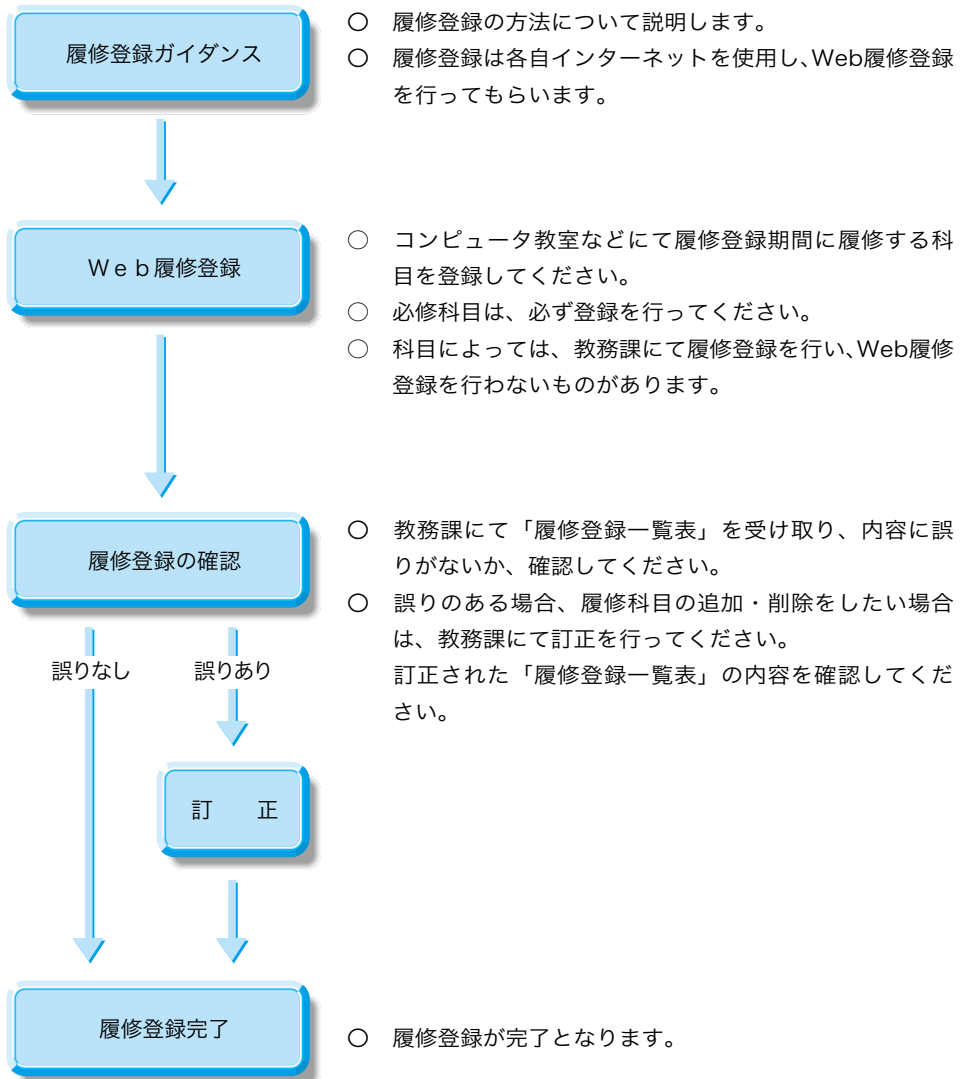 履修登録ガイダンス
○ 履修登録の方法について説明します。
○ 履修登録は各自インターネットを使用し、Web履修登録
を行ってもらいます。
Ｗｅｂ履修登録
○ コンピュータ教室などにて履修登録期間に履修する科
目を登録してください。
○ 必修科目は、必ず登録を行ってください。
○ 科目によっては、教務課にて履修登録を行い、Web履修
登録を行わないものがあります。
履修登録の確認
○ 教務課にて「履修登録一覧表」を受け取り、内容に誤
りがないか、確認してください。
○ 誤りのある場合、履修科目の追加・削除をしたい場合
は、教務課にて訂正を行ってください。
訂正された「履修登録一覧表」の内容を確認してくだ
さい。
誤りなし 誤りあり
訂　正
履修登録完了
○ 履修登録が完了となります。